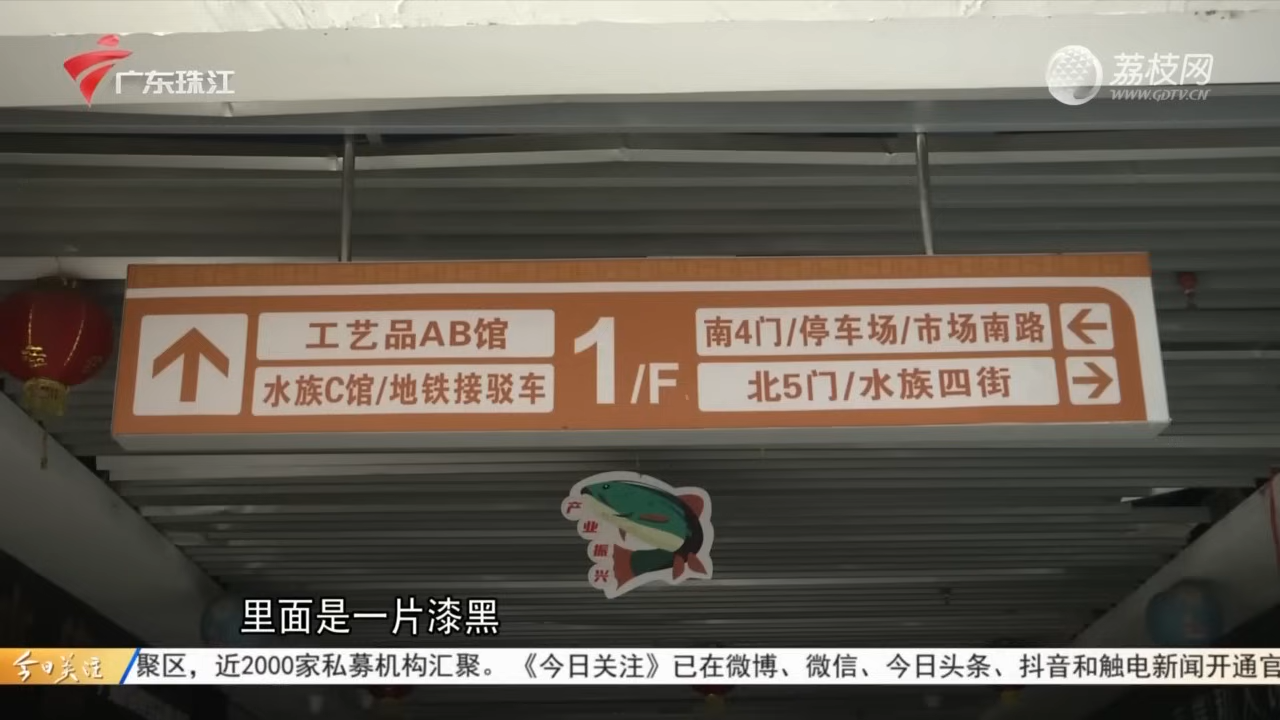 广东珠江
荔枝网
WWW.GDTV.CN
工艺品AB馆
水族C馆/地铁接驳车
1/F
南4门/停车场/市场南路
北5门/水族四街
产业振兴
里面是一片漆黑
今日关注
聚区，近2000家私募机构汇聚。《今日关注》已在微博、微信、今日头条、抖音和触电新闻开通官